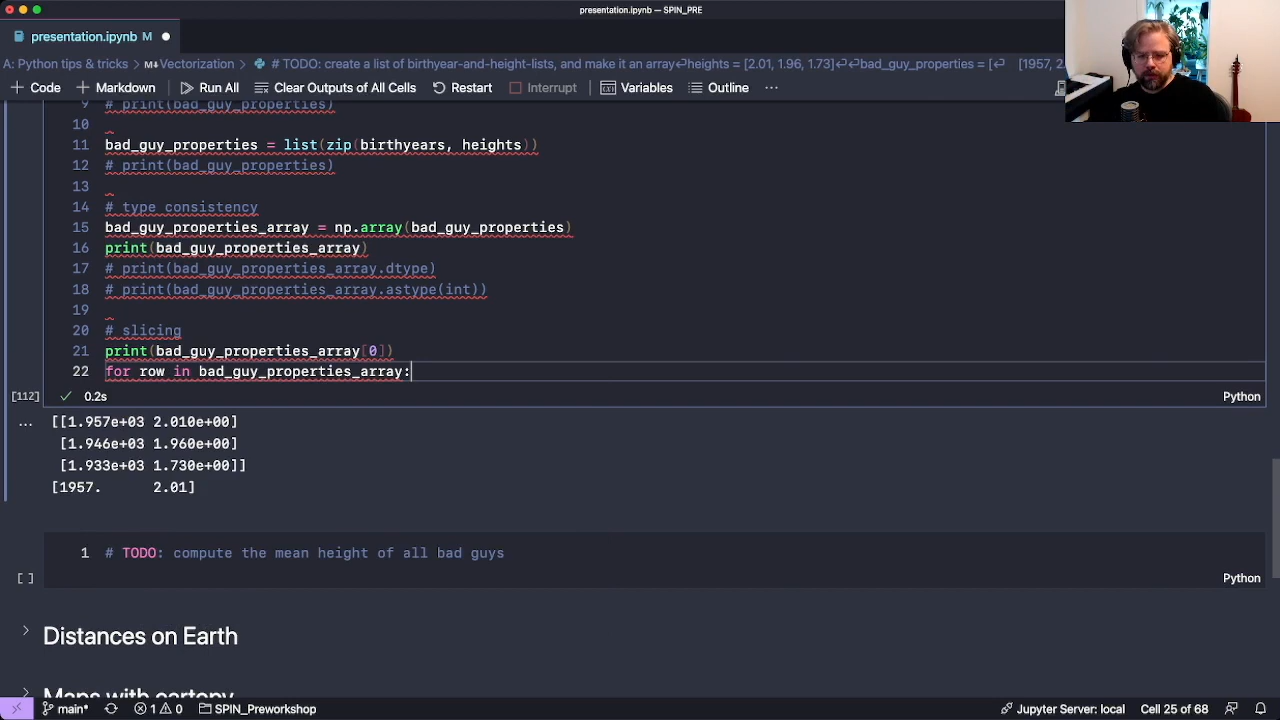 presentation.ipynb — SPIN_PRE
presentation.ipynb M
A: Python tips & tricks > M↓Vectorization > # TODO: create a list of birthyear-and-height-lists, and make it an array↵heights = [2.01, 1.96, 1.73]↵↵bad_guy_properties = [↵ [1957, 2
+ Code + Markdown Run All Clear Outputs of All Cells Restart Interrupt Variables Outline ...
9 # print(bad_guy_properties)
10
11 bad_guy_properties = list(zip(birthyears, heights))
12 # print(bad_guy_properties)
13
14 # type consistency
15 bad_guy_properties_array = np.array(bad_guy_properties)
16 print(bad_guy_properties_array)
17 # print(bad_guy_properties_array.dtype)
18 # print(bad_guy_properties_array.astype(int))
19
20 # slicing
21 print(bad_guy_properties_array[0])
22 for row in bad_guy_properties_array:
[112] ✓ 0.2s Python
... [[1.957e+03 2.010e+00]
[1.946e+03 1.960e+00]
[1.933e+03 1.730e+00]]
[1957. 2.01]
1 # TODO: compute the mean height of all bad guys
[ ] Python
> Distances on Earth
> Maps with cartopy
main* 1 0 SPIN_Preworkshop Jupyter Server: local Cell 25 of 68